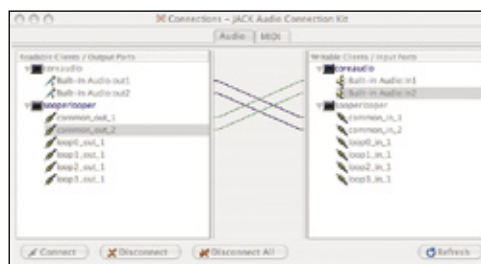 Connections - JACK Audio Connection Kit
Audio MIDI
Readable Clients / Output Ports
coreaudio
Built-in Audio:out1
Built-in Audio:out2
sooperlooper
common_out_1
common_out_2
loop0_out_1
loop1_out_1
loop2_out_1
loop3_out_1
Writable Clients / Input Ports
coreaudio
Built-in Audio:in1
Built-in Audio:in2
sooperlooper
common_in_1
common_in_2
loop0_in_1
loop1_in_1
loop2_in_1
loop3_in_1
Connect Disconnect Disconnect All Refresh